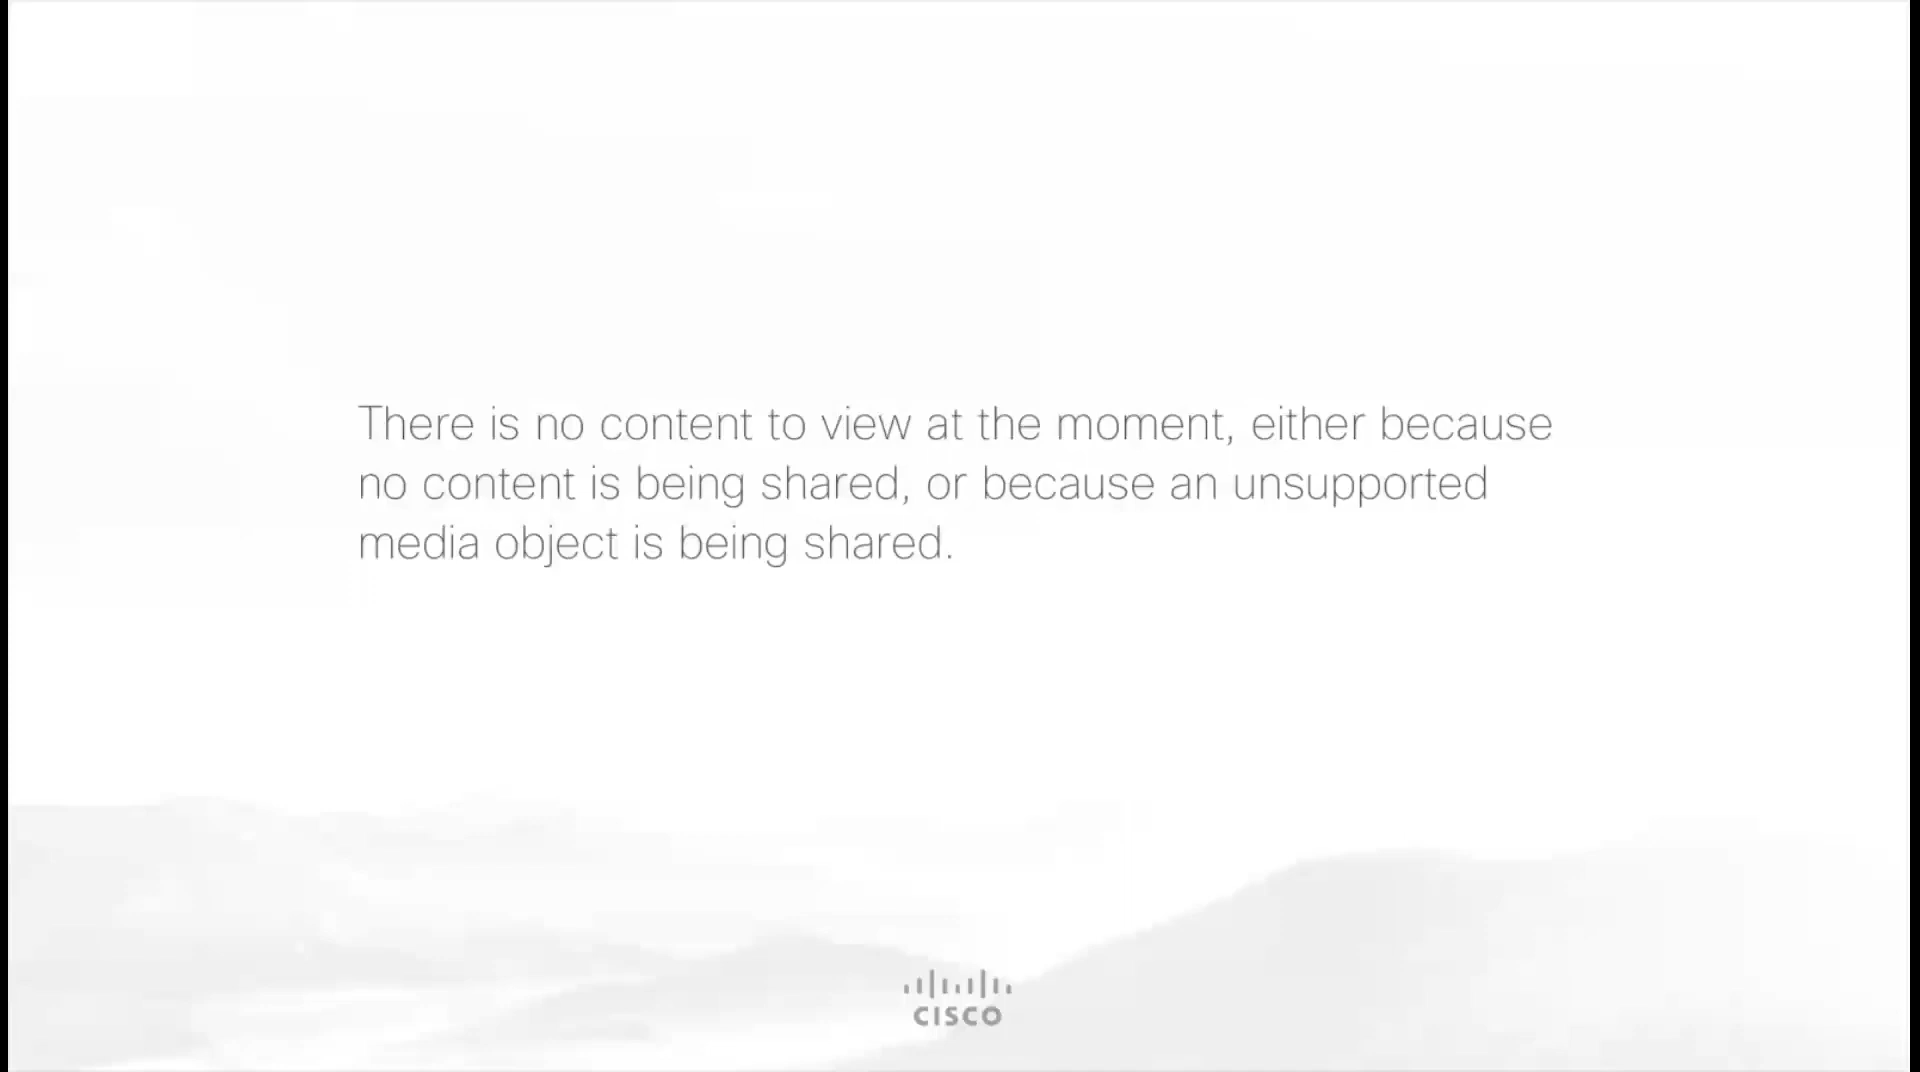 There is no content to view at the moment, either because
no content is being shared, or because an unsupported
media object is being shared.
CISCO